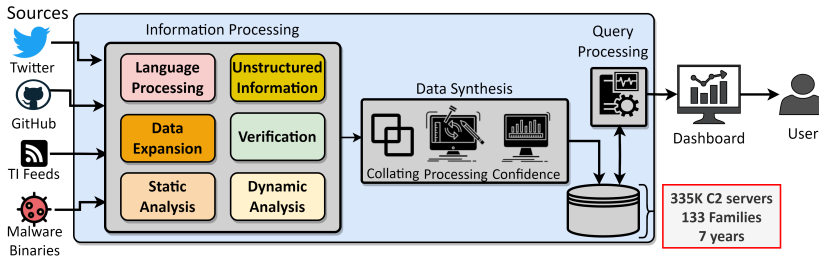 Sources
Twitter
GitHub
TI Feeds
Malware
Binaries
Information Processing
Language
Processing
Unstructured
Information
Data
Expansion
Verification
Static
Analysis
Dynamic
Analysis
Data Synthesis
Collating
Processing
Confidence
Query
Processing
Dashboard
User
335K C2 servers
133 Families
7 years